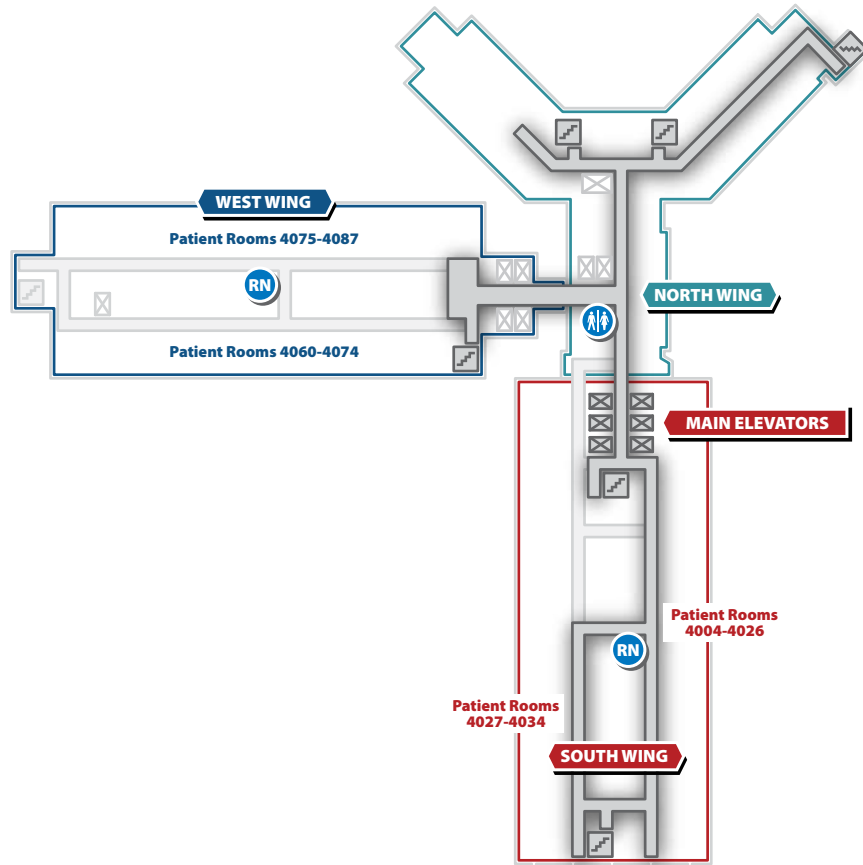 WEST WING
Patient Rooms 4075-4087
RN
NORTH WING
Patient Rooms 4060-4074
MAIN ELEVATORS
Patient Rooms
4004-4026
RN
Patient Rooms
4027-4034
SOUTH WING